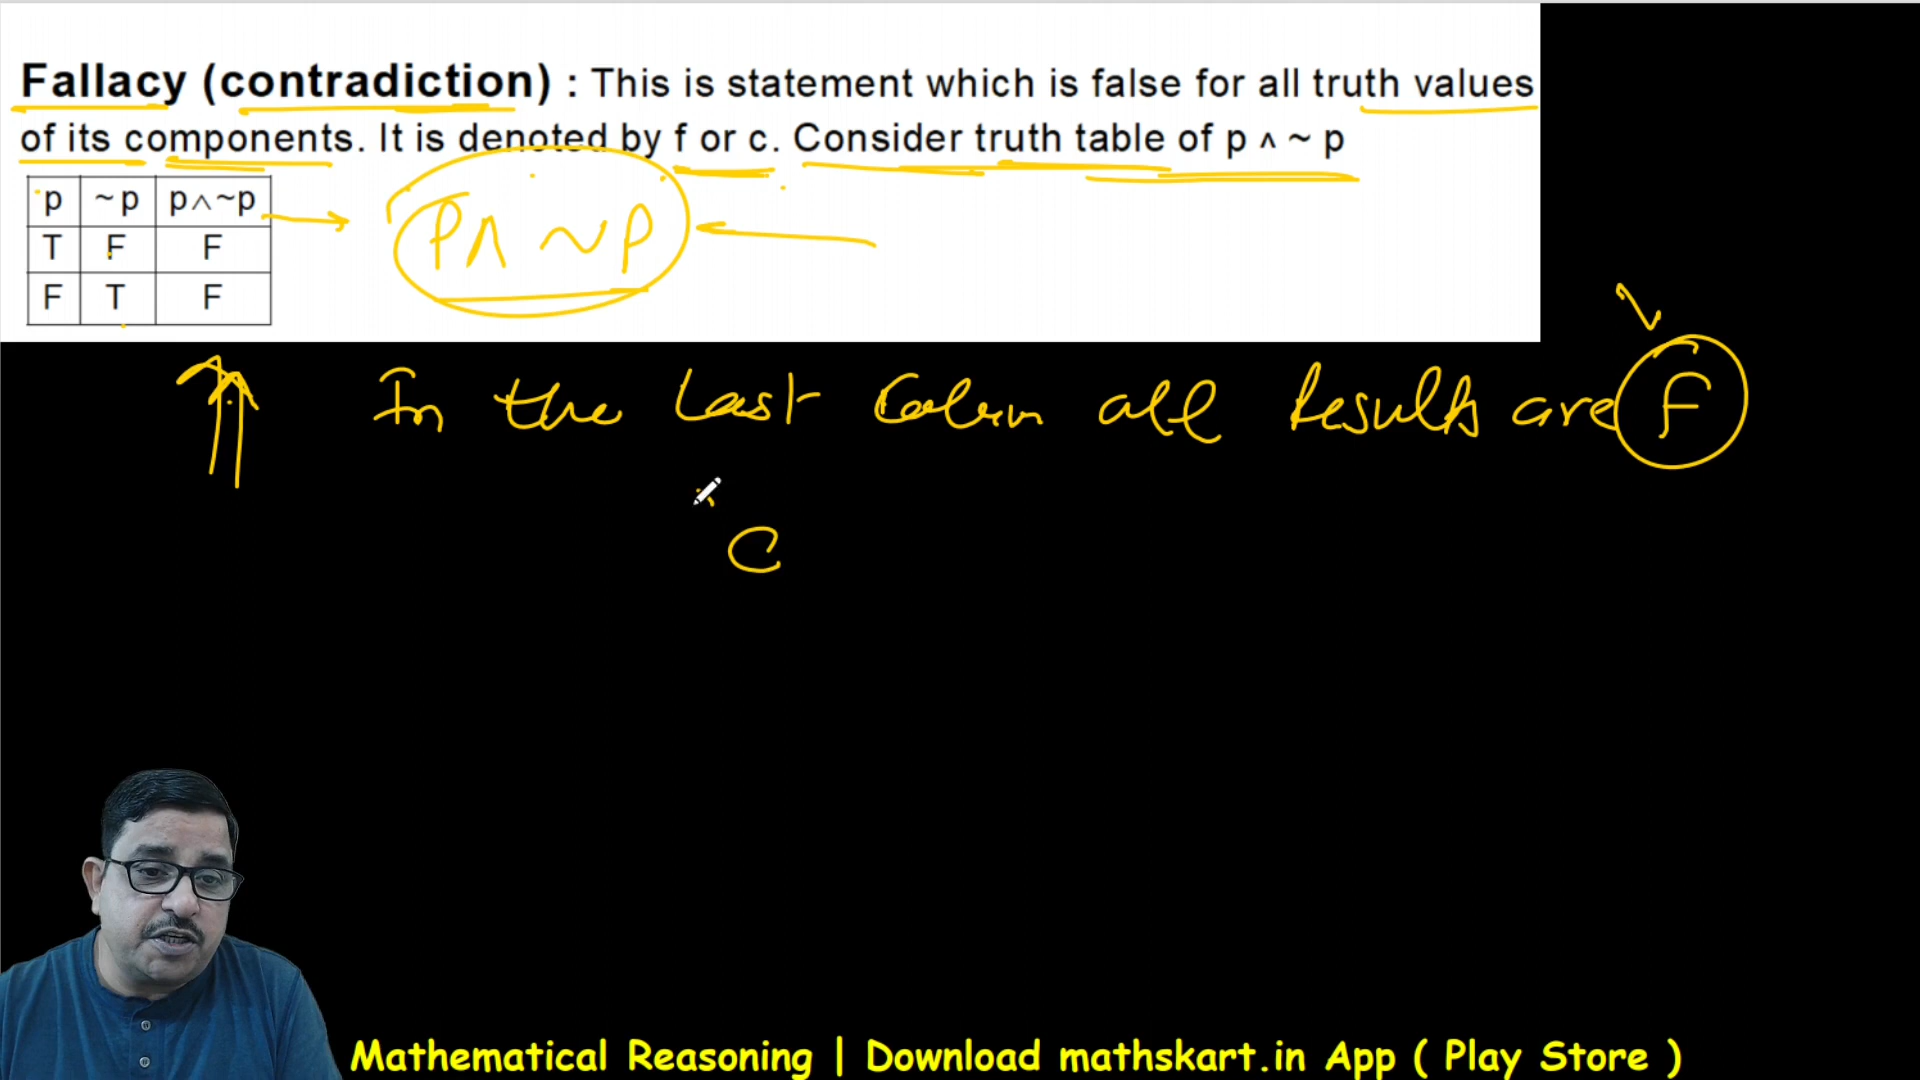 Fallacy (contradiction) : This is statement which is false for all truth values
of its components. It is denoted by f or c. Consider truth table of p ∧ ~ p
p ~p p∧~p
T F F
F T F
P∧ ~P
In the Last Column all Results are F
C
Mathematical Reasoning | Download mathskart.in App ( Play Store )